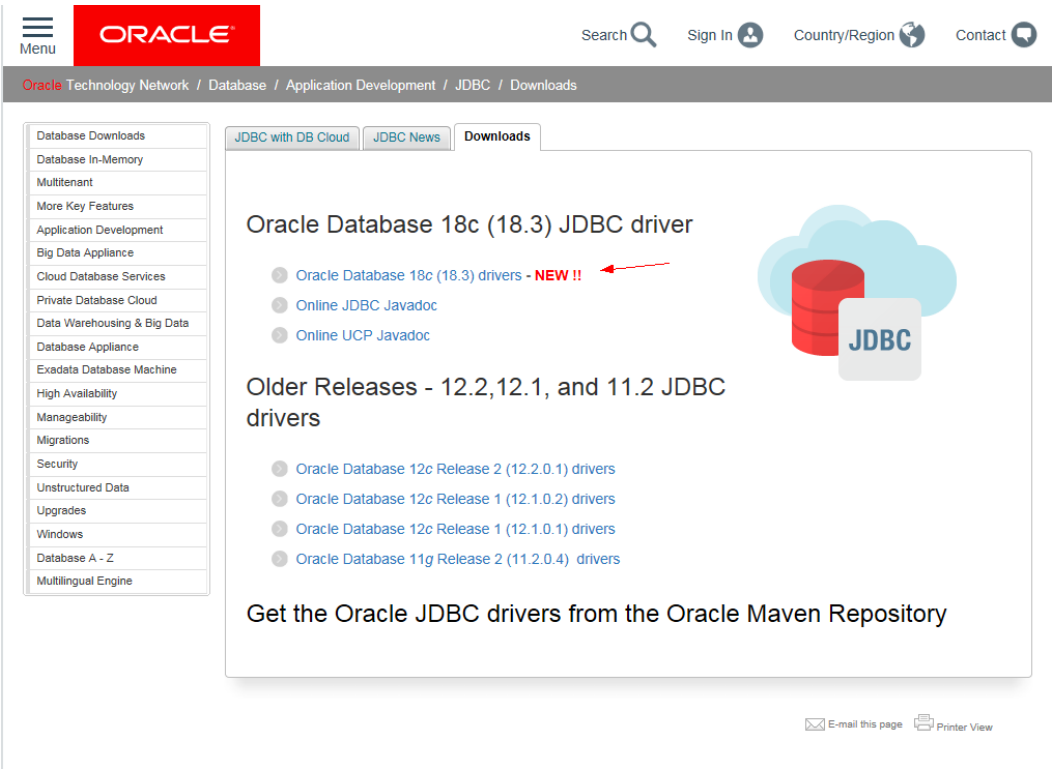 Menu
ORACLE
Search
Sign In
Country/Region
Contact
Oracle Technology Network / Database / Application Development / JDBC / Downloads
Database Downloads
Database In-Memory
Multitenant
More Key Features
Application Development
Big Data Appliance
Cloud Database Services
Private Database Cloud
Data Warehousing & Big Data
Database Appliance
Exadata Database Machine
High Availability
Manageability
Migrations
Security
Unstructured Data
Upgrades
Windows
Database A - Z
Multilingual Engine
JDBC with DB Cloud
JDBC News
Downloads
Oracle Database 18c (18.3) JDBC driver
Oracle Database 18c (18.3) drivers - NEW !!
Online JDBC Javadoc
Online UCP Javadoc
JDBC
Older Releases - 12.2,12.1, and 11.2 JDBC
drivers
Oracle Database 12c Release 2 (12.2.0.1) drivers
Oracle Database 12c Release 1 (12.1.0.2) drivers
Oracle Database 12c Release 1 (12.1.0.1) drivers
Oracle Database 11g Release 2 (11.2.0.4) drivers
Get the Oracle JDBC drivers from the Oracle Maven Repository
E-mail this page
Printer View